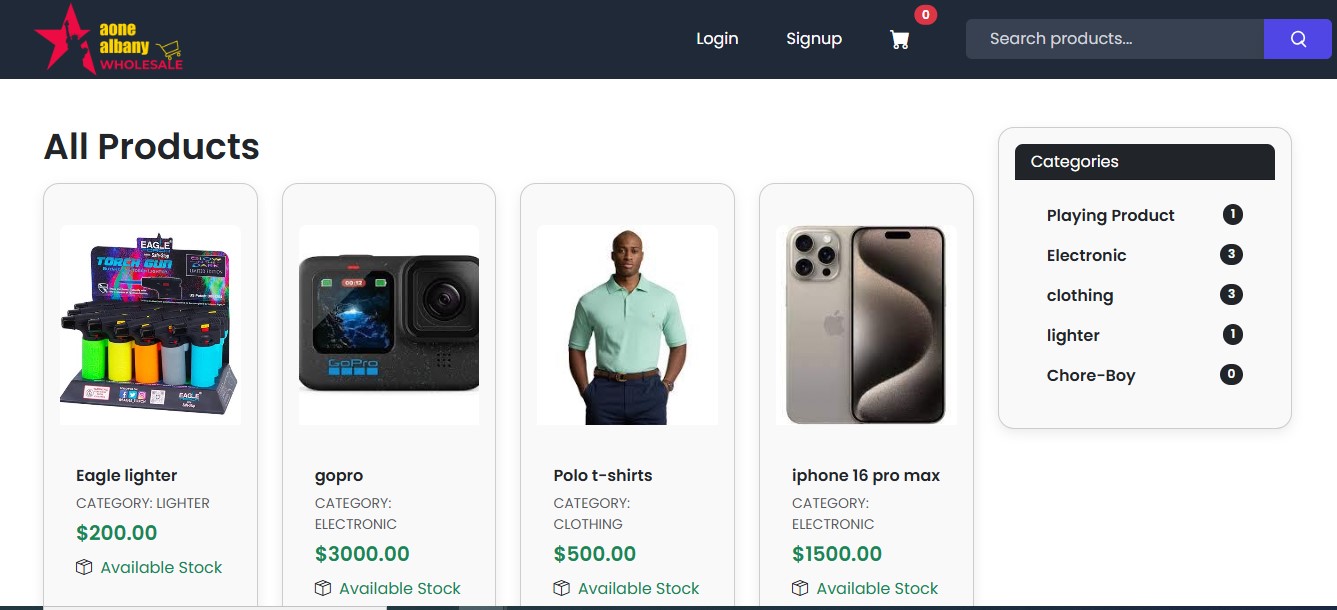 aone
albany
WHOLESALE
Login
Signup
0
Search products...
All Products
Categories
Playing Product 1
Electronic 3
clothing 3
lighter 1
Chore-Boy 0
EAGLE
TORCH GUN
EAGLE
00:12
GoPro
Eagle lighter
CATEGORY: LIGHTER
$200.00
Available Stock
gopro
CATEGORY:
ELECTRONIC
$3000.00
Available Stock
Polo t-shirts
CATEGORY:
CLOTHING
$500.00
Available Stock
iphone 16 pro max
CATEGORY:
ELECTRONIC
$1500.00
Available Stock